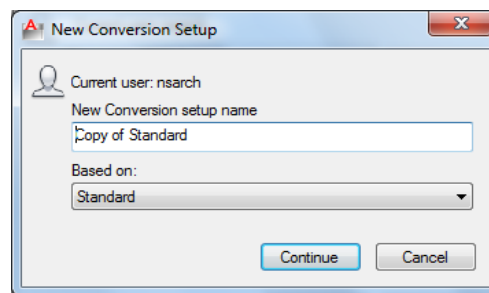 New Conversion Setup
Current user: nsarch
New Conversion setup name
Copy of Standard
Based on:
Standard
Continue Cancel